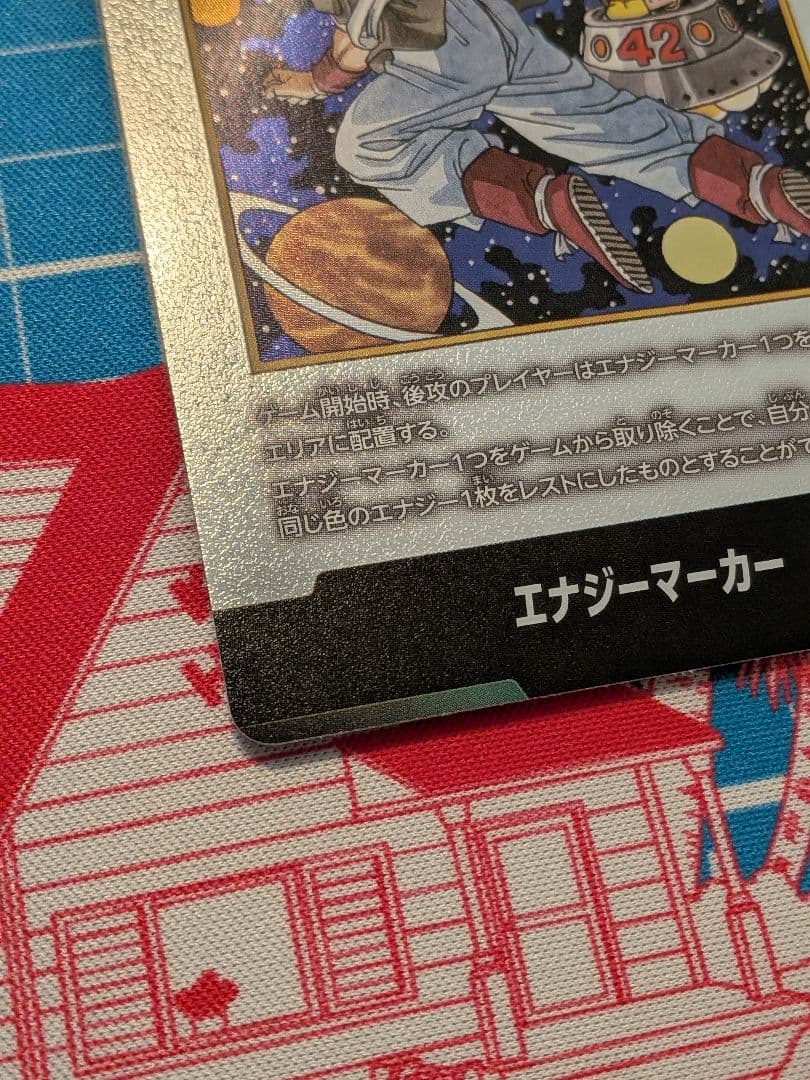 42
ゲーム開始時、後攻のプレイヤーはエナジーマーカー1つを
エリアに配置する。
エナジーマーカー1つをゲームから取り除くことで、自分
同じ色のエナジー1枚をレストにしたものとすることがで
エナジーマーカー